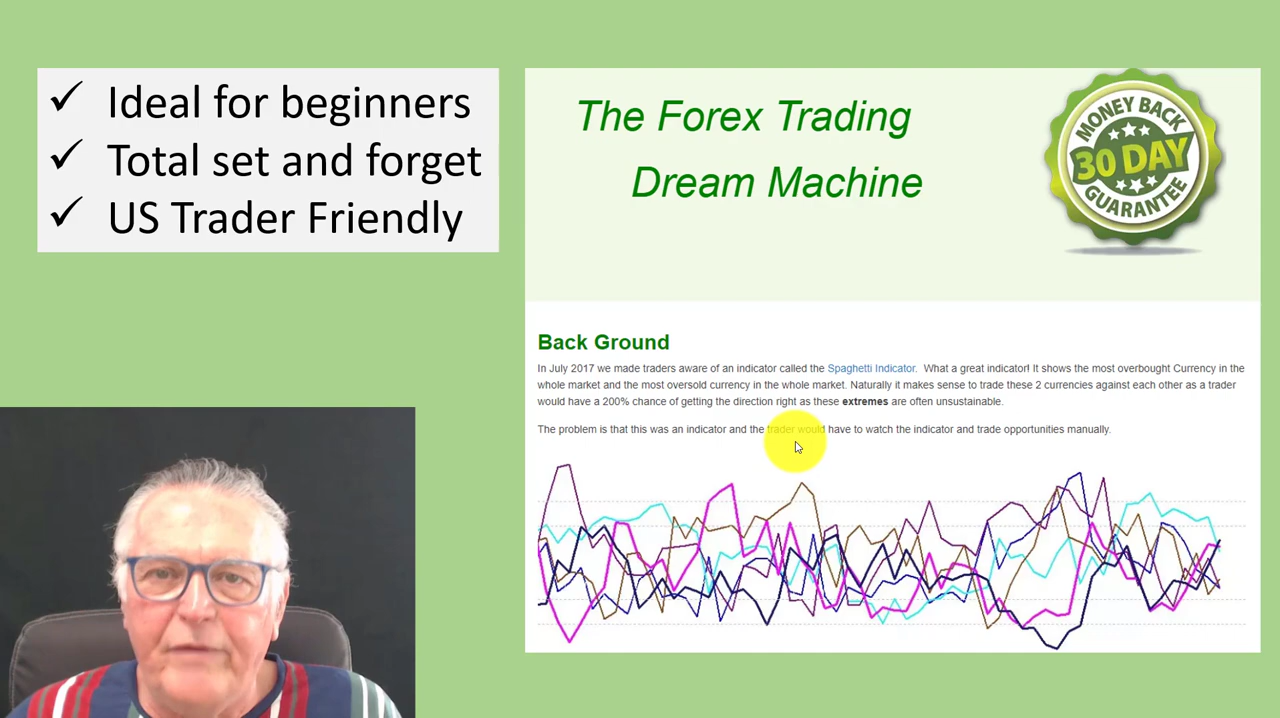 ✓ Ideal for beginners
✓ Total set and forget
✓ US Trader Friendly
The Forex Trading
Dream Machine
MONEY BACK
30 DAY
GUARANTEE
Back Ground
In July 2017 we made traders aware of an indicator called the Spaghetti Indicator. What a great indicator! It shows the most overbought Currency in the
whole market and the most oversold currency in the whole market. Naturally it makes sense to trade these 2 currencies against each other as a trader
would have a 200% chance of getting the direction right as these extremes are often unsustainable.
The problem is that this was an indicator and the trader would have to watch the indicator and trade opportunities manually.